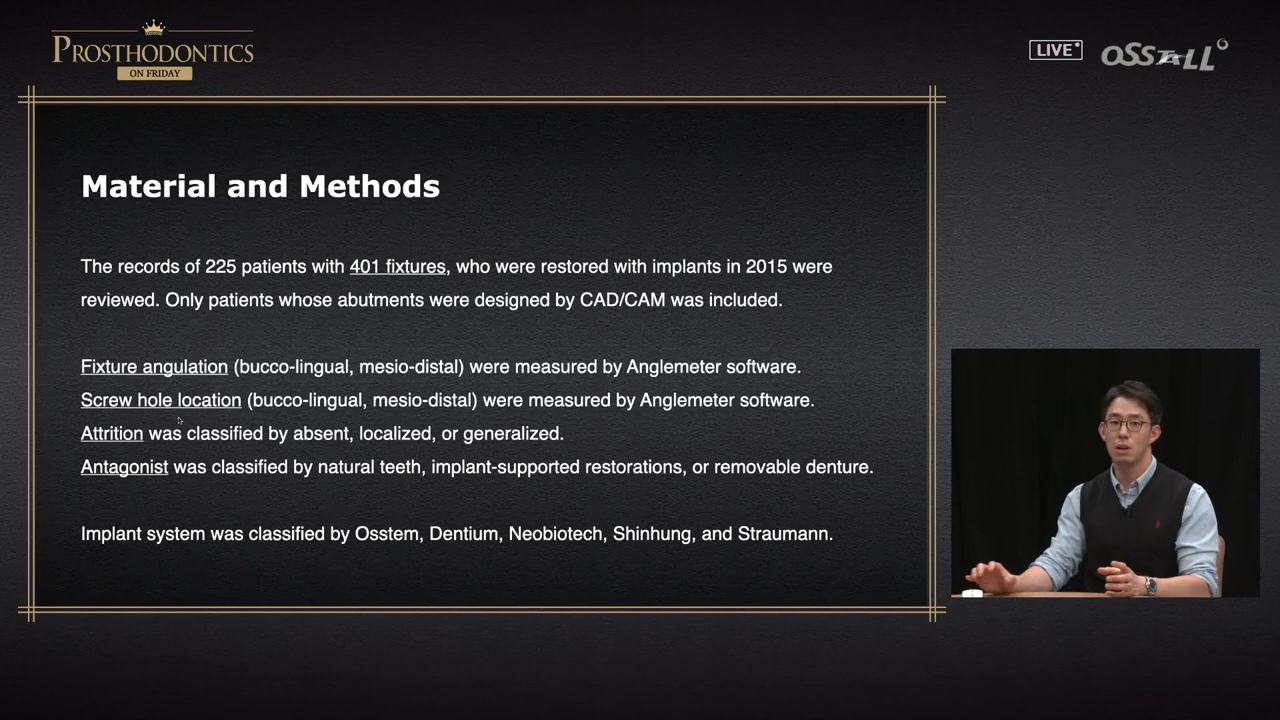 PROSTHODONTICS
ON FRIDAY
LIVE
OSSTALL
Material and Methods
The records of 225 patients with 401 fixtures, who were restored with implants in 2015 were
reviewed. Only patients whose abutments were designed by CAD/CAM was included.
Fixture angulation (bucco-lingual, mesio-distal) were measured by Anglemeter software.
Screw hole location (bucco-lingual, mesio-distal) were measured by Anglemeter software.
Attrition was classified by absent, localized, or generalized.
Antagonist was classified by natural teeth, implant-supported restorations, or removable denture.
Implant system was classified by Osstem, Dentium, Neobiotech, Shinhung, and Straumann.